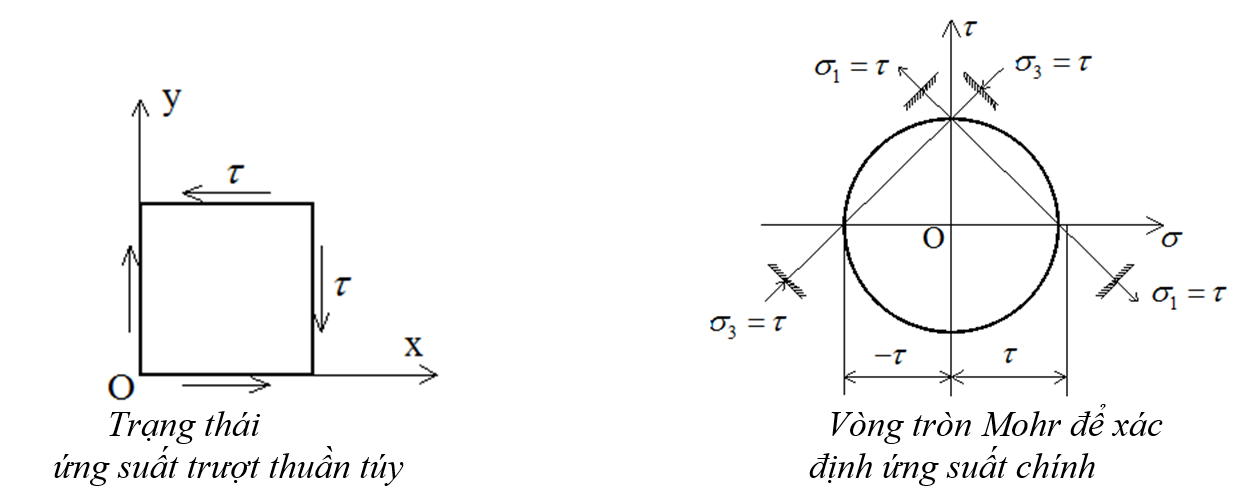 y
τ
τ
x
O
Trạng thái
ứng suất trượt thuần túy
τ
σ₁ = τ
σ₃ = τ
O
σ
σ₃ = τ
σ₁ = τ
−τ
τ
Vòng tròn Mohr để xác
định ứng suất chính